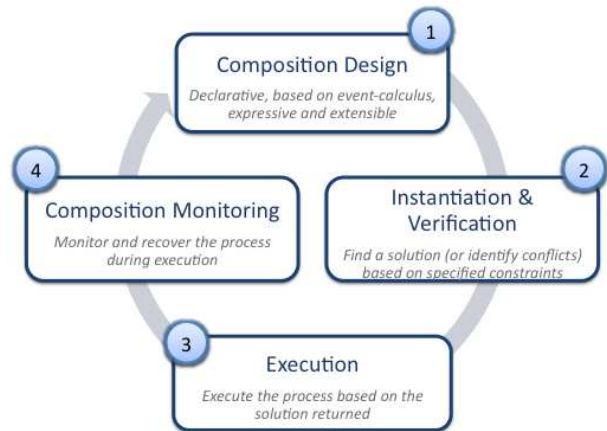 1
Composition Design
Declarative, based on event-calculus,
expressive and extensible
2
Instantiation &
Verification
Find a solution (or identify conflicts)
based on specified constraints
3
Execution
Execute the process based on the
solution returned
4
Composition Monitoring
Monitor and recover the process
during execution